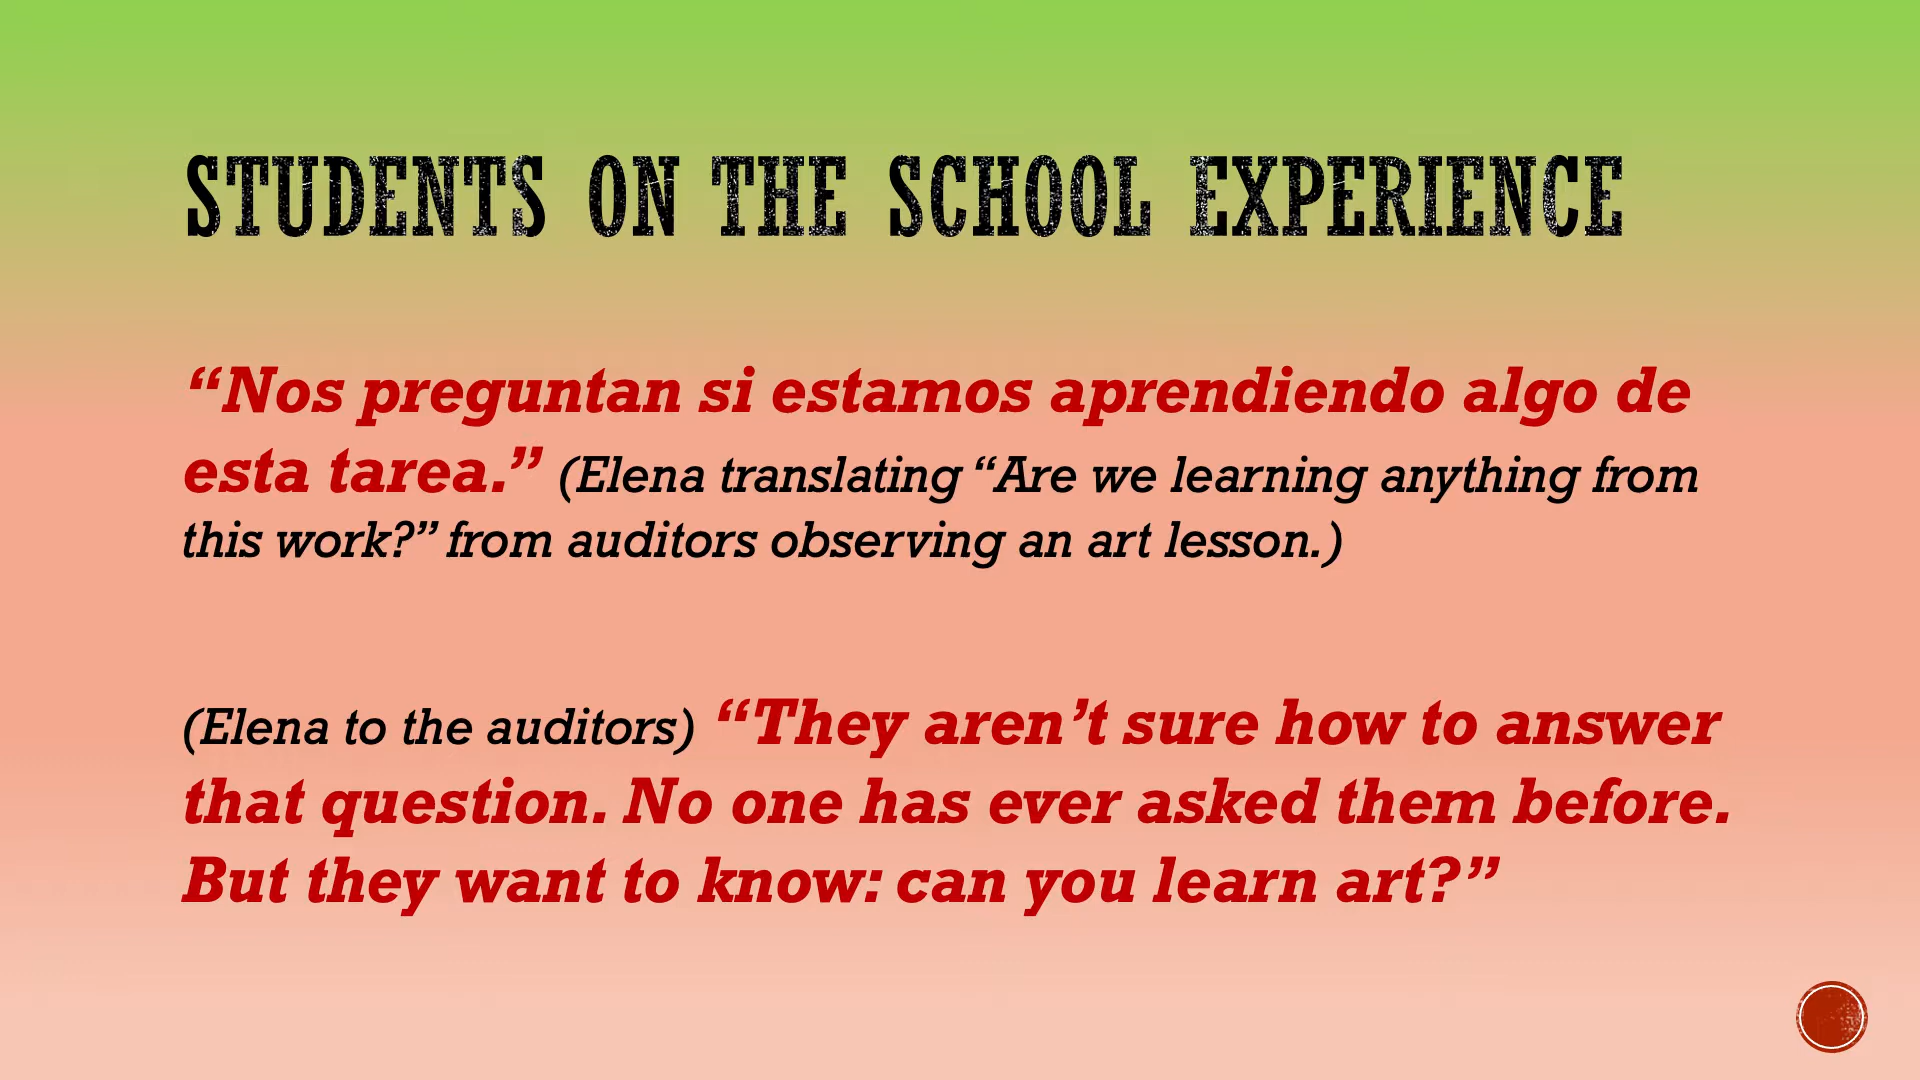 STUDENTS ON THE SCHOOL EXPERIENCE
“Nos preguntan si estamos aprendiendo algo de
esta tarea.” (Elena translating “Are we learning anything from
this work?” from auditors observing an art lesson.)
(Elena to the auditors) “They aren’t sure how to answer
that question. No one has ever asked them before.
But they want to know: can you learn art?”